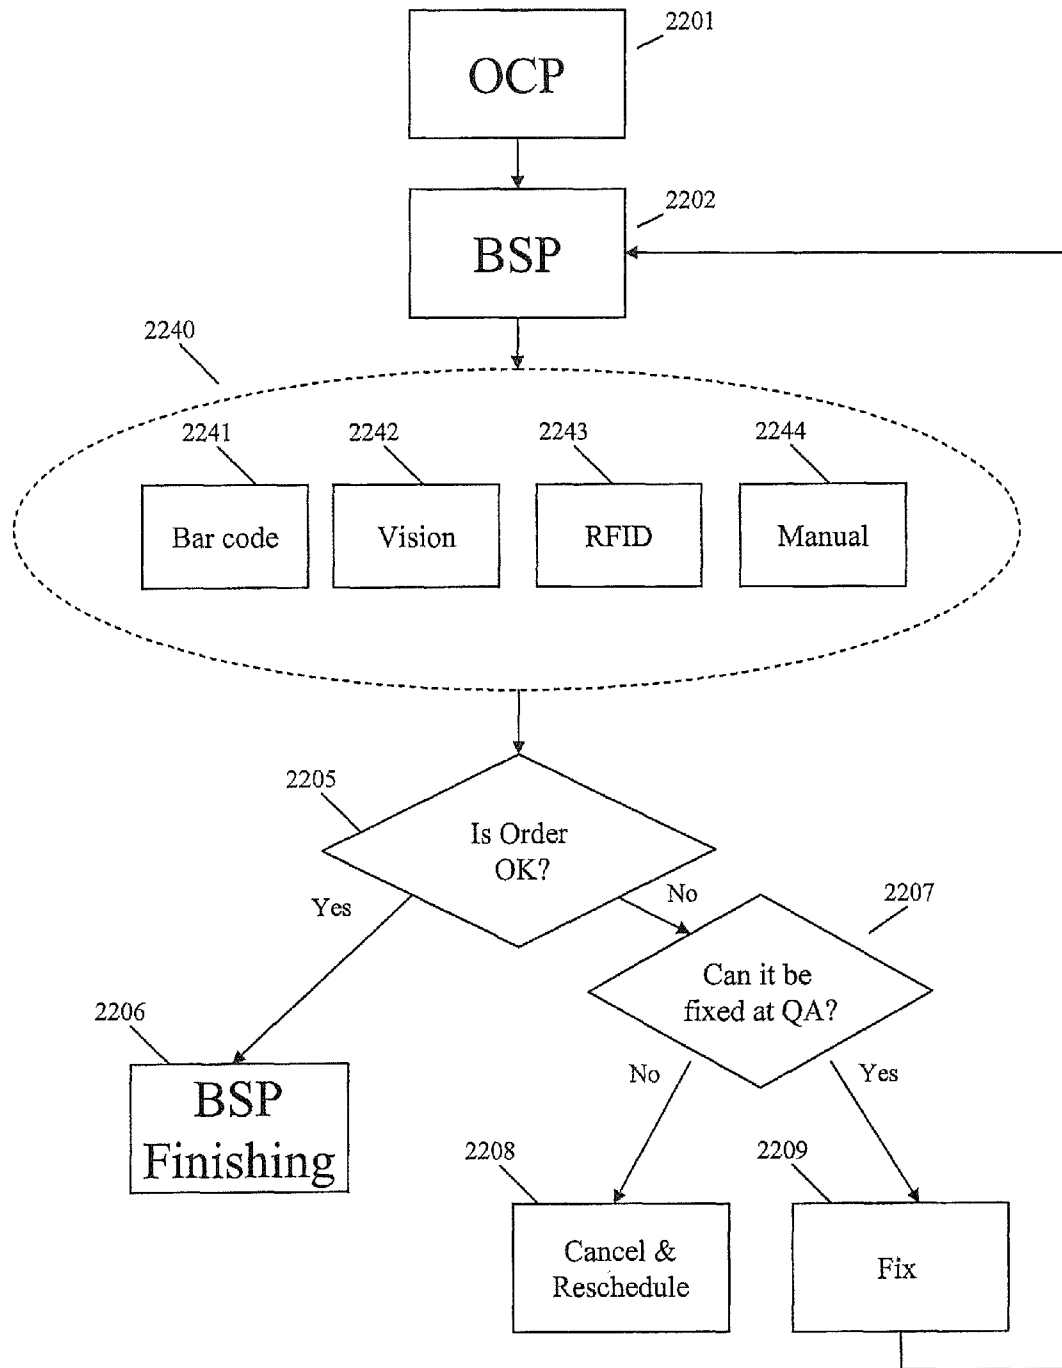 2201
OCP
2202
BSP
2240
2241
2242
2243
2244
Bar code
Vision
RFID
Manual
2205
Is Order
OK?
Yes
No
2207
Can it be
fixed at QA?
2206
BSP
Finishing
No
Yes
2208
2209
Cancel &
Reschedule
Fix